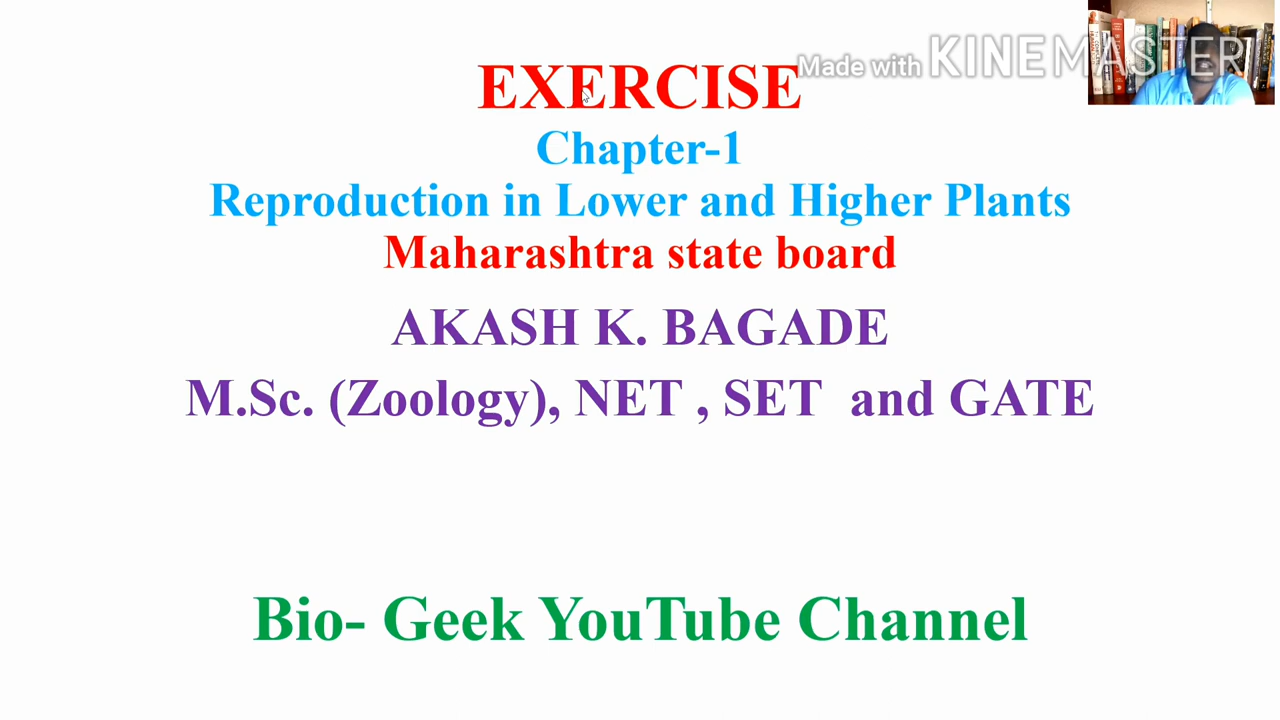 Made with KINEMASTER
EXERCISE
Chapter-1
Reproduction in Lower and Higher Plants
Maharashtra state board
AKASH K. BAGADE
M.Sc. (Zoology), NET , SET  and GATE
Bio- Geek YouTube Channel